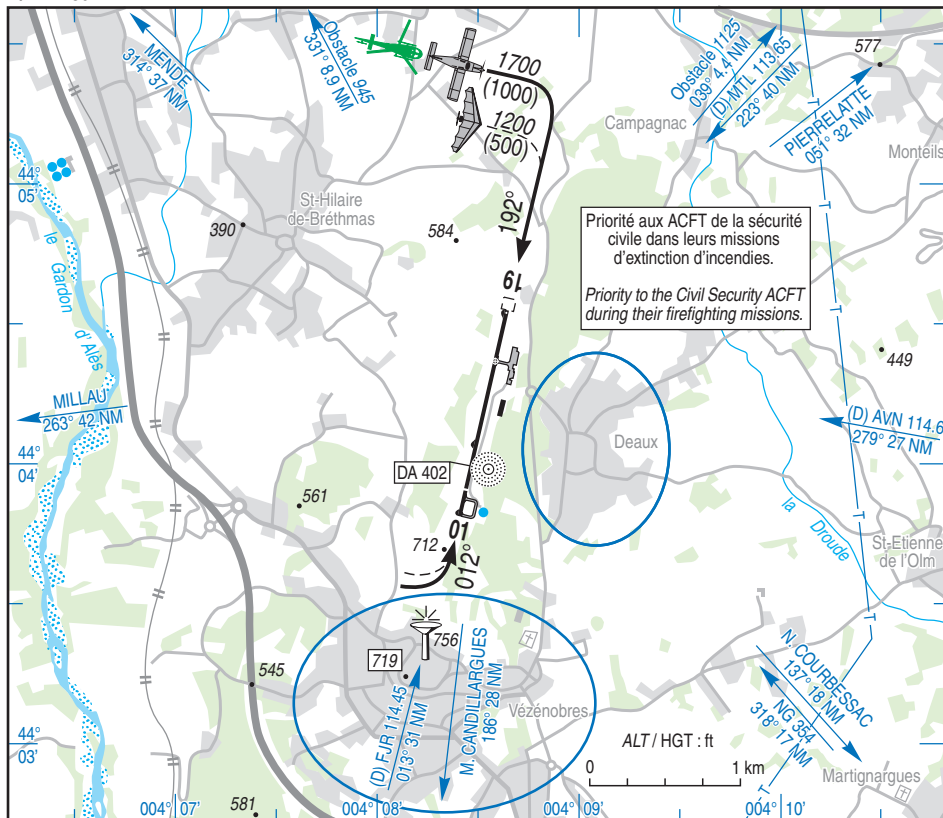 MENDE
314° 37 NM
Obstacle 945
331° 8.9 NM
1700
(1000)
1200
(500)
Obstacle 1125
039° 4.4 NM
(D) MTL 113.65
223° 40 NM
577
PIERRELATTE
051° 32 NM
Campagnac
Monteils
44°
05'
St-Hilaire
de-Bréthmas
390
584
192°
19
Priorité aux ACFT de la sécurité
civile dans leurs missions
d'extinction d'incendies.
Priority to the Civil Security ACFT
during their firefighting missions.
le Gardon d'Alès
449
MILLAU
263° 42 NM
(D) AVN 114.6
279° 27 NM
Deaux
44°
04'
DA 402
561
01
012°
712
la Droude
St-Etienne
de l'Olm
756
719
545
(D) FJR 114.45
013° 31 NM
M. CANDILLARGUES
186° 28 NM
Vézénobres
N. COURBESSAC
137° 18 NM
NG 354
318° 17 NM
44°
03'
ALT / HGT : ft
0 1 km
Martignargues
581
004° 07' 004° 08' 004° 09' 004° 10'